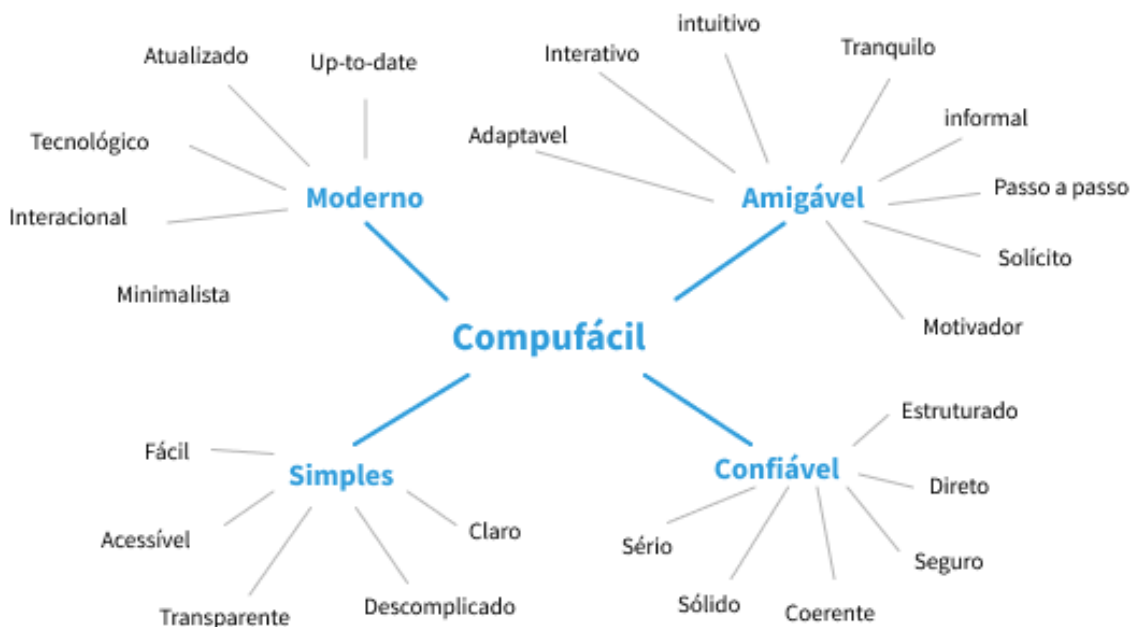 Atualizado
Up-to-date
Tecnológico
Interacional
Minimalista
Moderno
intuitivo
Interativo
Tranquilo
Adaptavel
informal
Passo a passo
Amigável
Solícito
Motivador
Compufácil
Fácil
Simples
Acessível
Claro
Transparente
Descomplicado
Estruturado
Confiável
Direto
Sério
Seguro
Sólido
Coerente